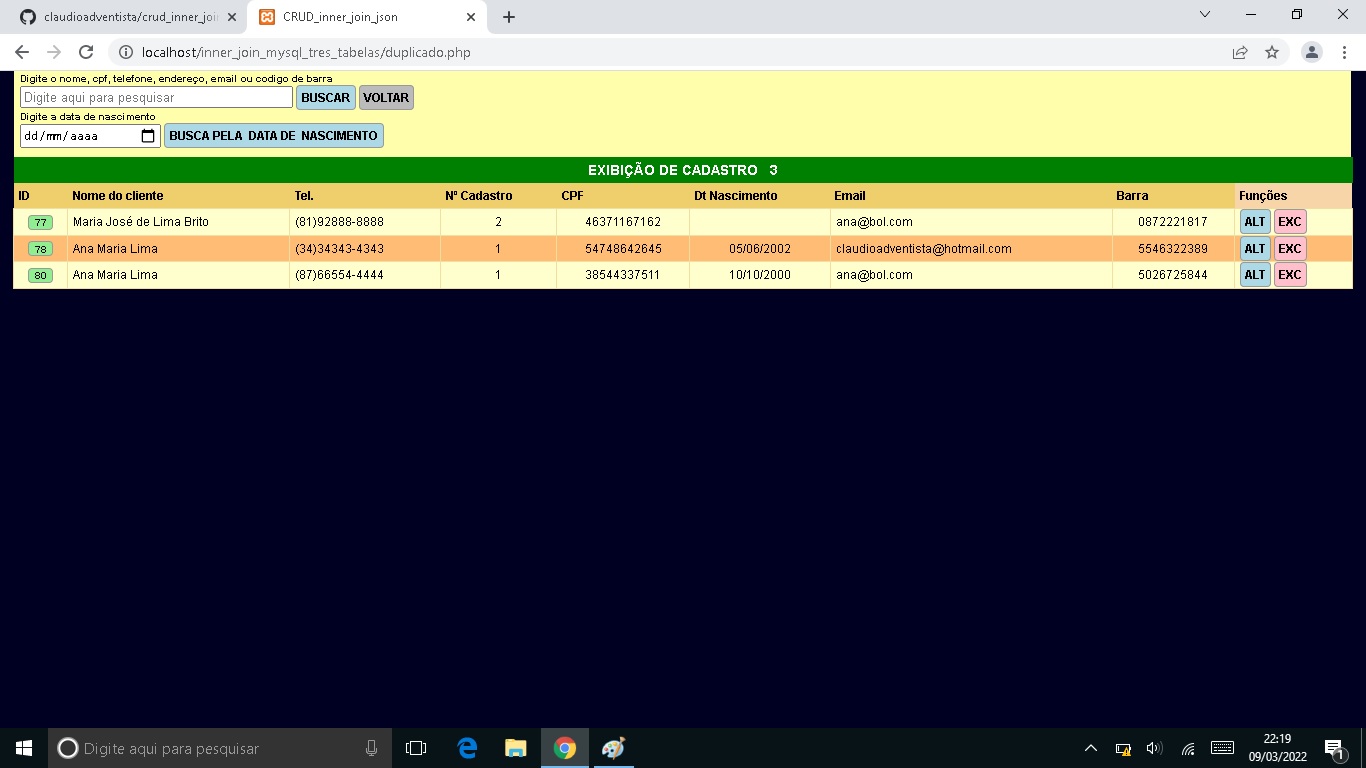 claudioadventista/crud_inner_joi
CRUD_inner_join_json
localhost/inner_join_mysql_tres_tabelas/duplicado.php
Digite o nome, cpf, telefone, endereço, email ou codigo de barra
Digite aqui para pesquisar BUSCAR VOLTAR
Digite a data de nascimento
dd/mm/aaaa BUSCA PELA DATA DE NASCIMENTO
EXIBIÇÃO DE CADASTRO 3
ID Nome do cliente Tel. Nº Cadastro CPF Dt Nascimento Email Barra Funções
77 Maria José de Lima Brito (81)92888-8888 2 46371167162 ana@bol.com 0872221817 ALT EXC
78 Ana Maria Lima (34)34343-4343 1 54748642645 05/06/2002 claudioadventista@hotmail.com 5546322389 ALT EXC
80 Ana Maria Lima (87)66554-4444 1 38544337511 10/10/2000 ana@bol.com 5026725844 ALT EXC
Digite aqui para pesquisar
22:19
09/03/2022
1